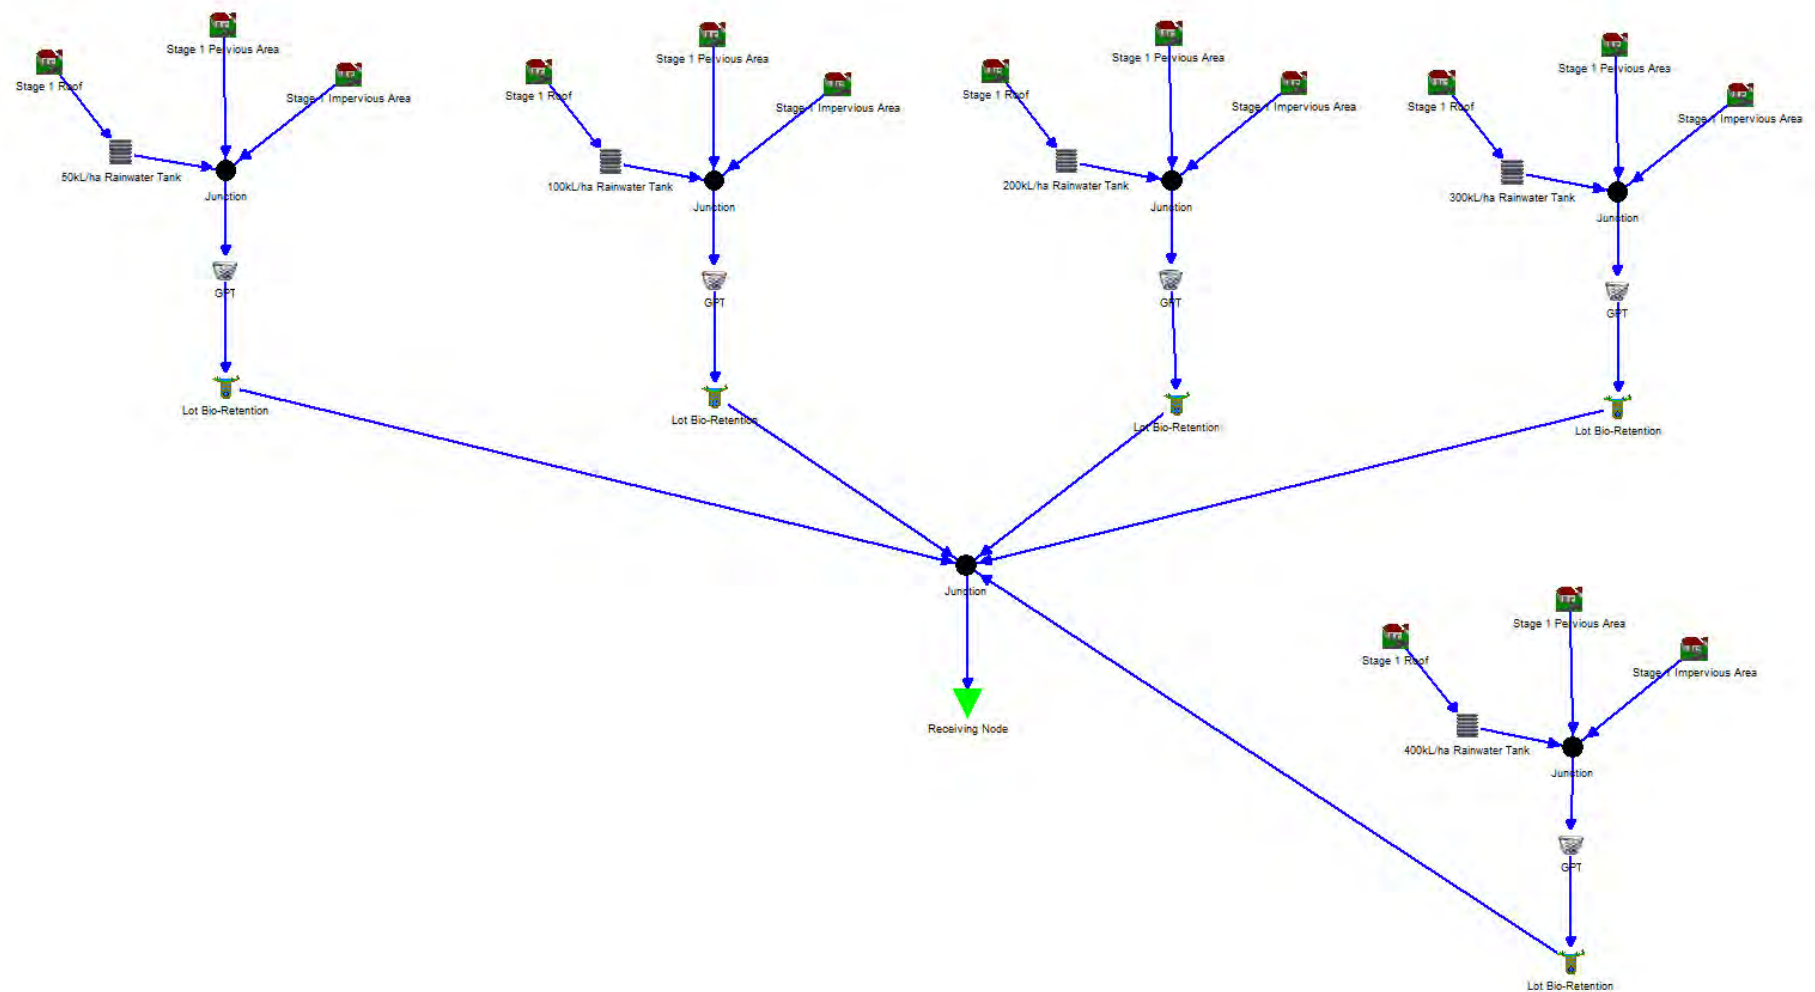 Stage 1 Pervious Area
Stage 1 Roof
Stage 1 Impervious Area
50kL/ha Rainwater Tank
Junction
GPT
Lot Bio-Retention
Stage 1 Pervious Area
Stage 1 Roof
Stage 1 Impervious Area
100kL/ha Rainwater Tank
Junction
GPT
Lot Bio-Retention
Stage 1 Pervious Area
Stage 1 Roof
Stage 1 Impervious Area
200kL/ha Rainwater Tank
Junction
GPT
Lot Bio-Retention
Stage 1 Pervious Area
Stage 1 Roof
Stage 1 Impervious Area
300kL/ha Rainwater Tank
Junction
GPT
Lot Bio-Retention
Junction
Receiving Node
Stage 1 Pervious Area
Stage 1 Roof
Stage 1 Impervious Area
400kL/ha Rainwater Tank
Junction
GPT
Lot Bio-Retention